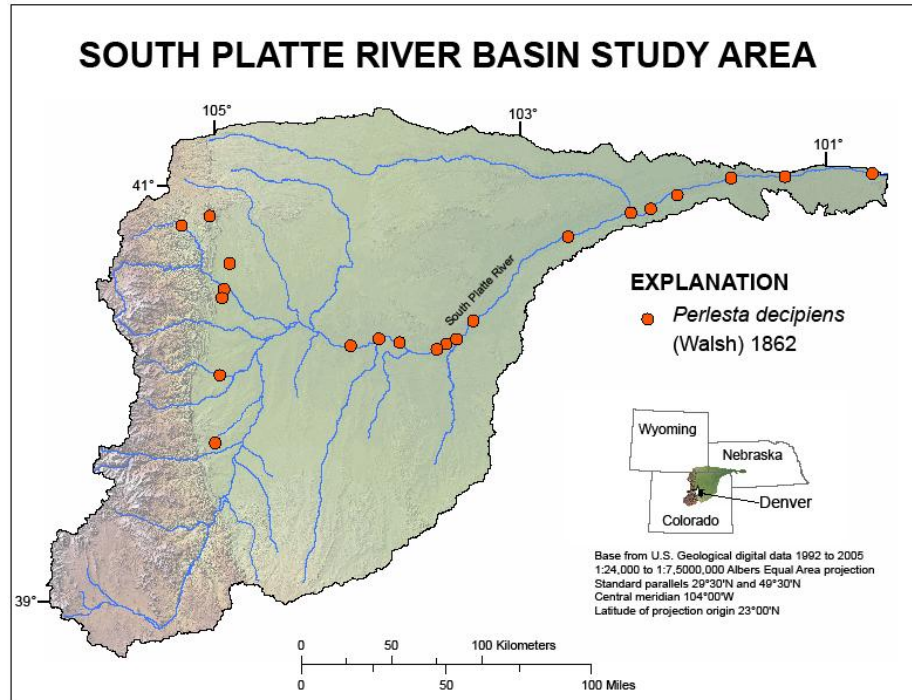 SOUTH PLATTE RIVER BASIN STUDY AREA
105°
103°
101°
41°
South Platte River
EXPLANATION
Perlesta decipiens
(Walsh) 1862
Wyoming
Nebraska
Denver
Colorado
Base from U.S. Geological digital data 1992 to 2005
1:24,000 to 1:7,5000,000 Albers Equal Area projection
Standard parallels 29°30'N and 49°30'N
Central meridian 104°00'W
Latitude of projection origin 23°00'N
39°
0 50 100 Kilometers
0 50 100 Miles